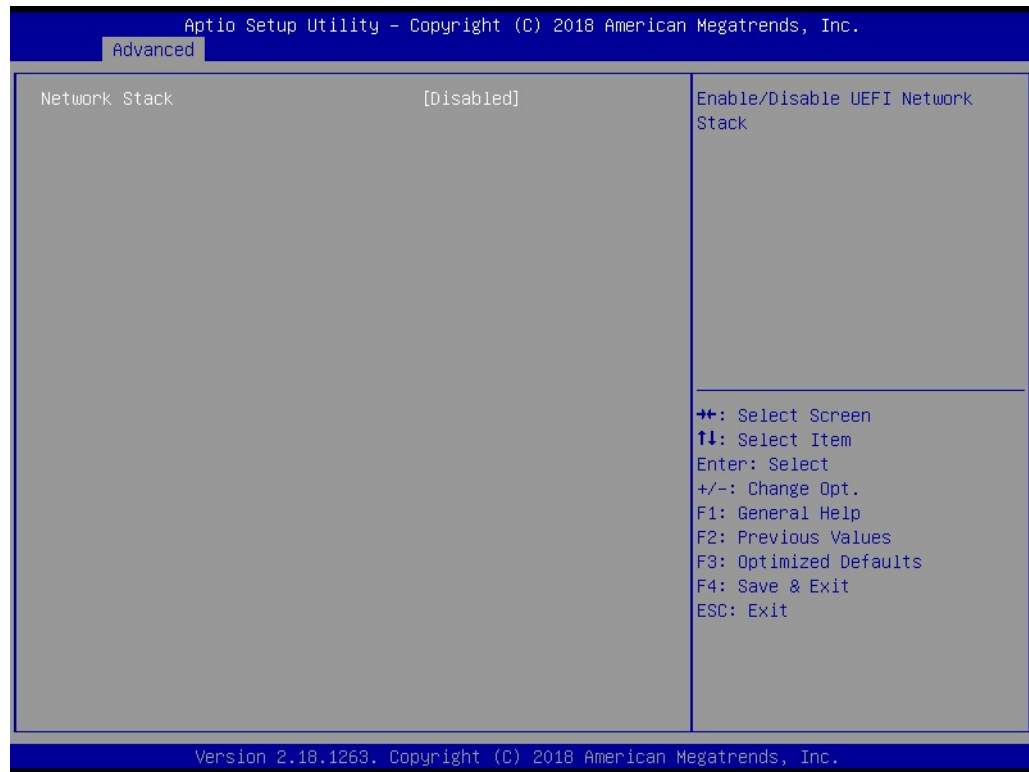 Aptio Setup Utility – Copyright (C) 2018 American Megatrends, Inc.
Advanced
Network Stack [Disabled]
Enable/Disable UEFI Network
Stack
→←: Select Screen
↑↓: Select Item
Enter: Select
+/-: Change Opt.
F1: General Help
F2: Previous Values
F3: Optimized Defaults
F4: Save & Exit
ESC: Exit
Version 2.18.1263. Copyright (C) 2018 American Megatrends, Inc.